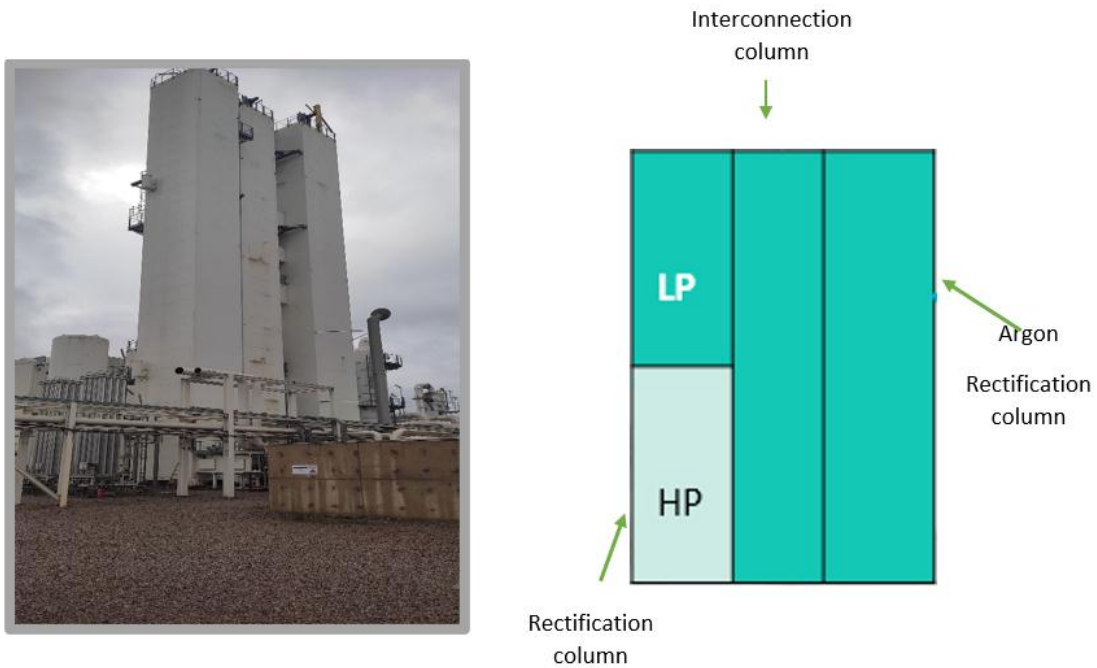 Interconnection
column
LP
Argon
Rectification
column
HP
Rectification
column